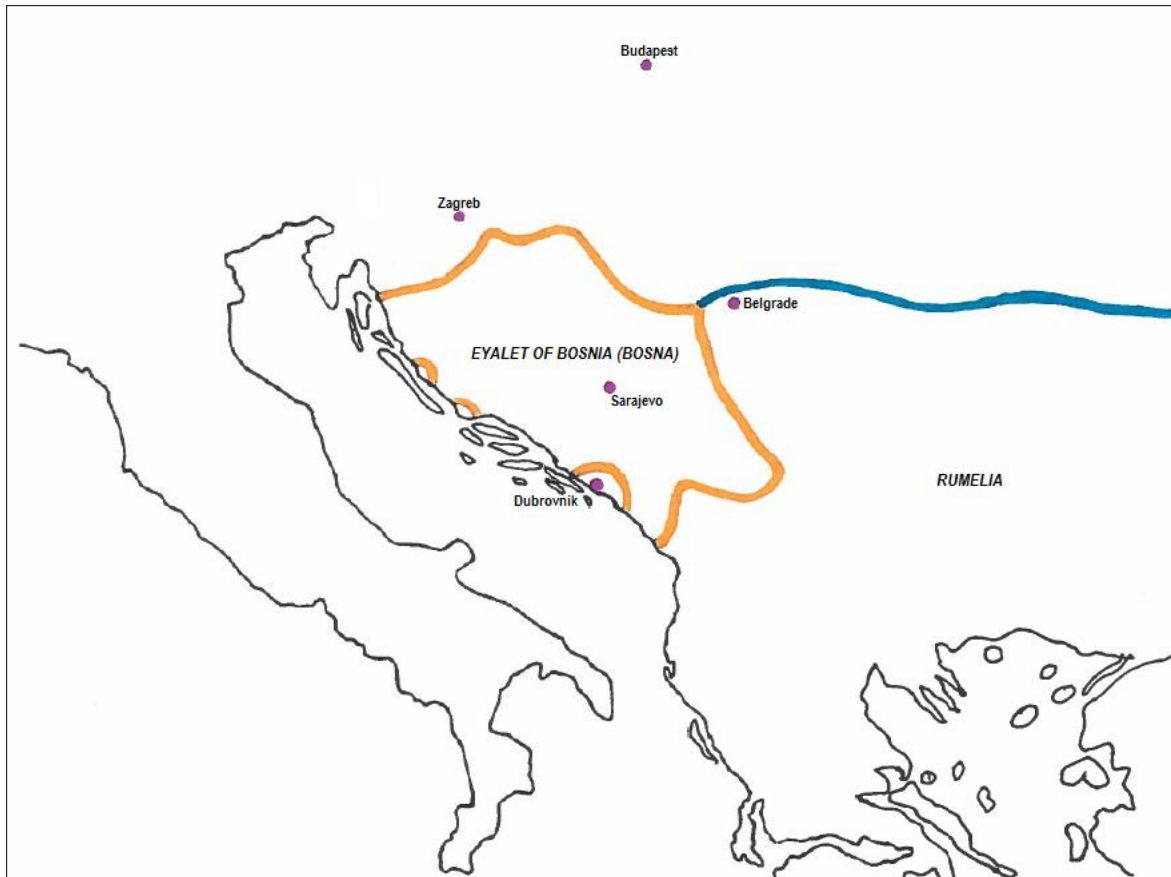 Budapest
Zagreb
Belgrade
EYALET OF BOSNIA (BOSNA)
Sarajevo
RUMELIA
Dubrovnik